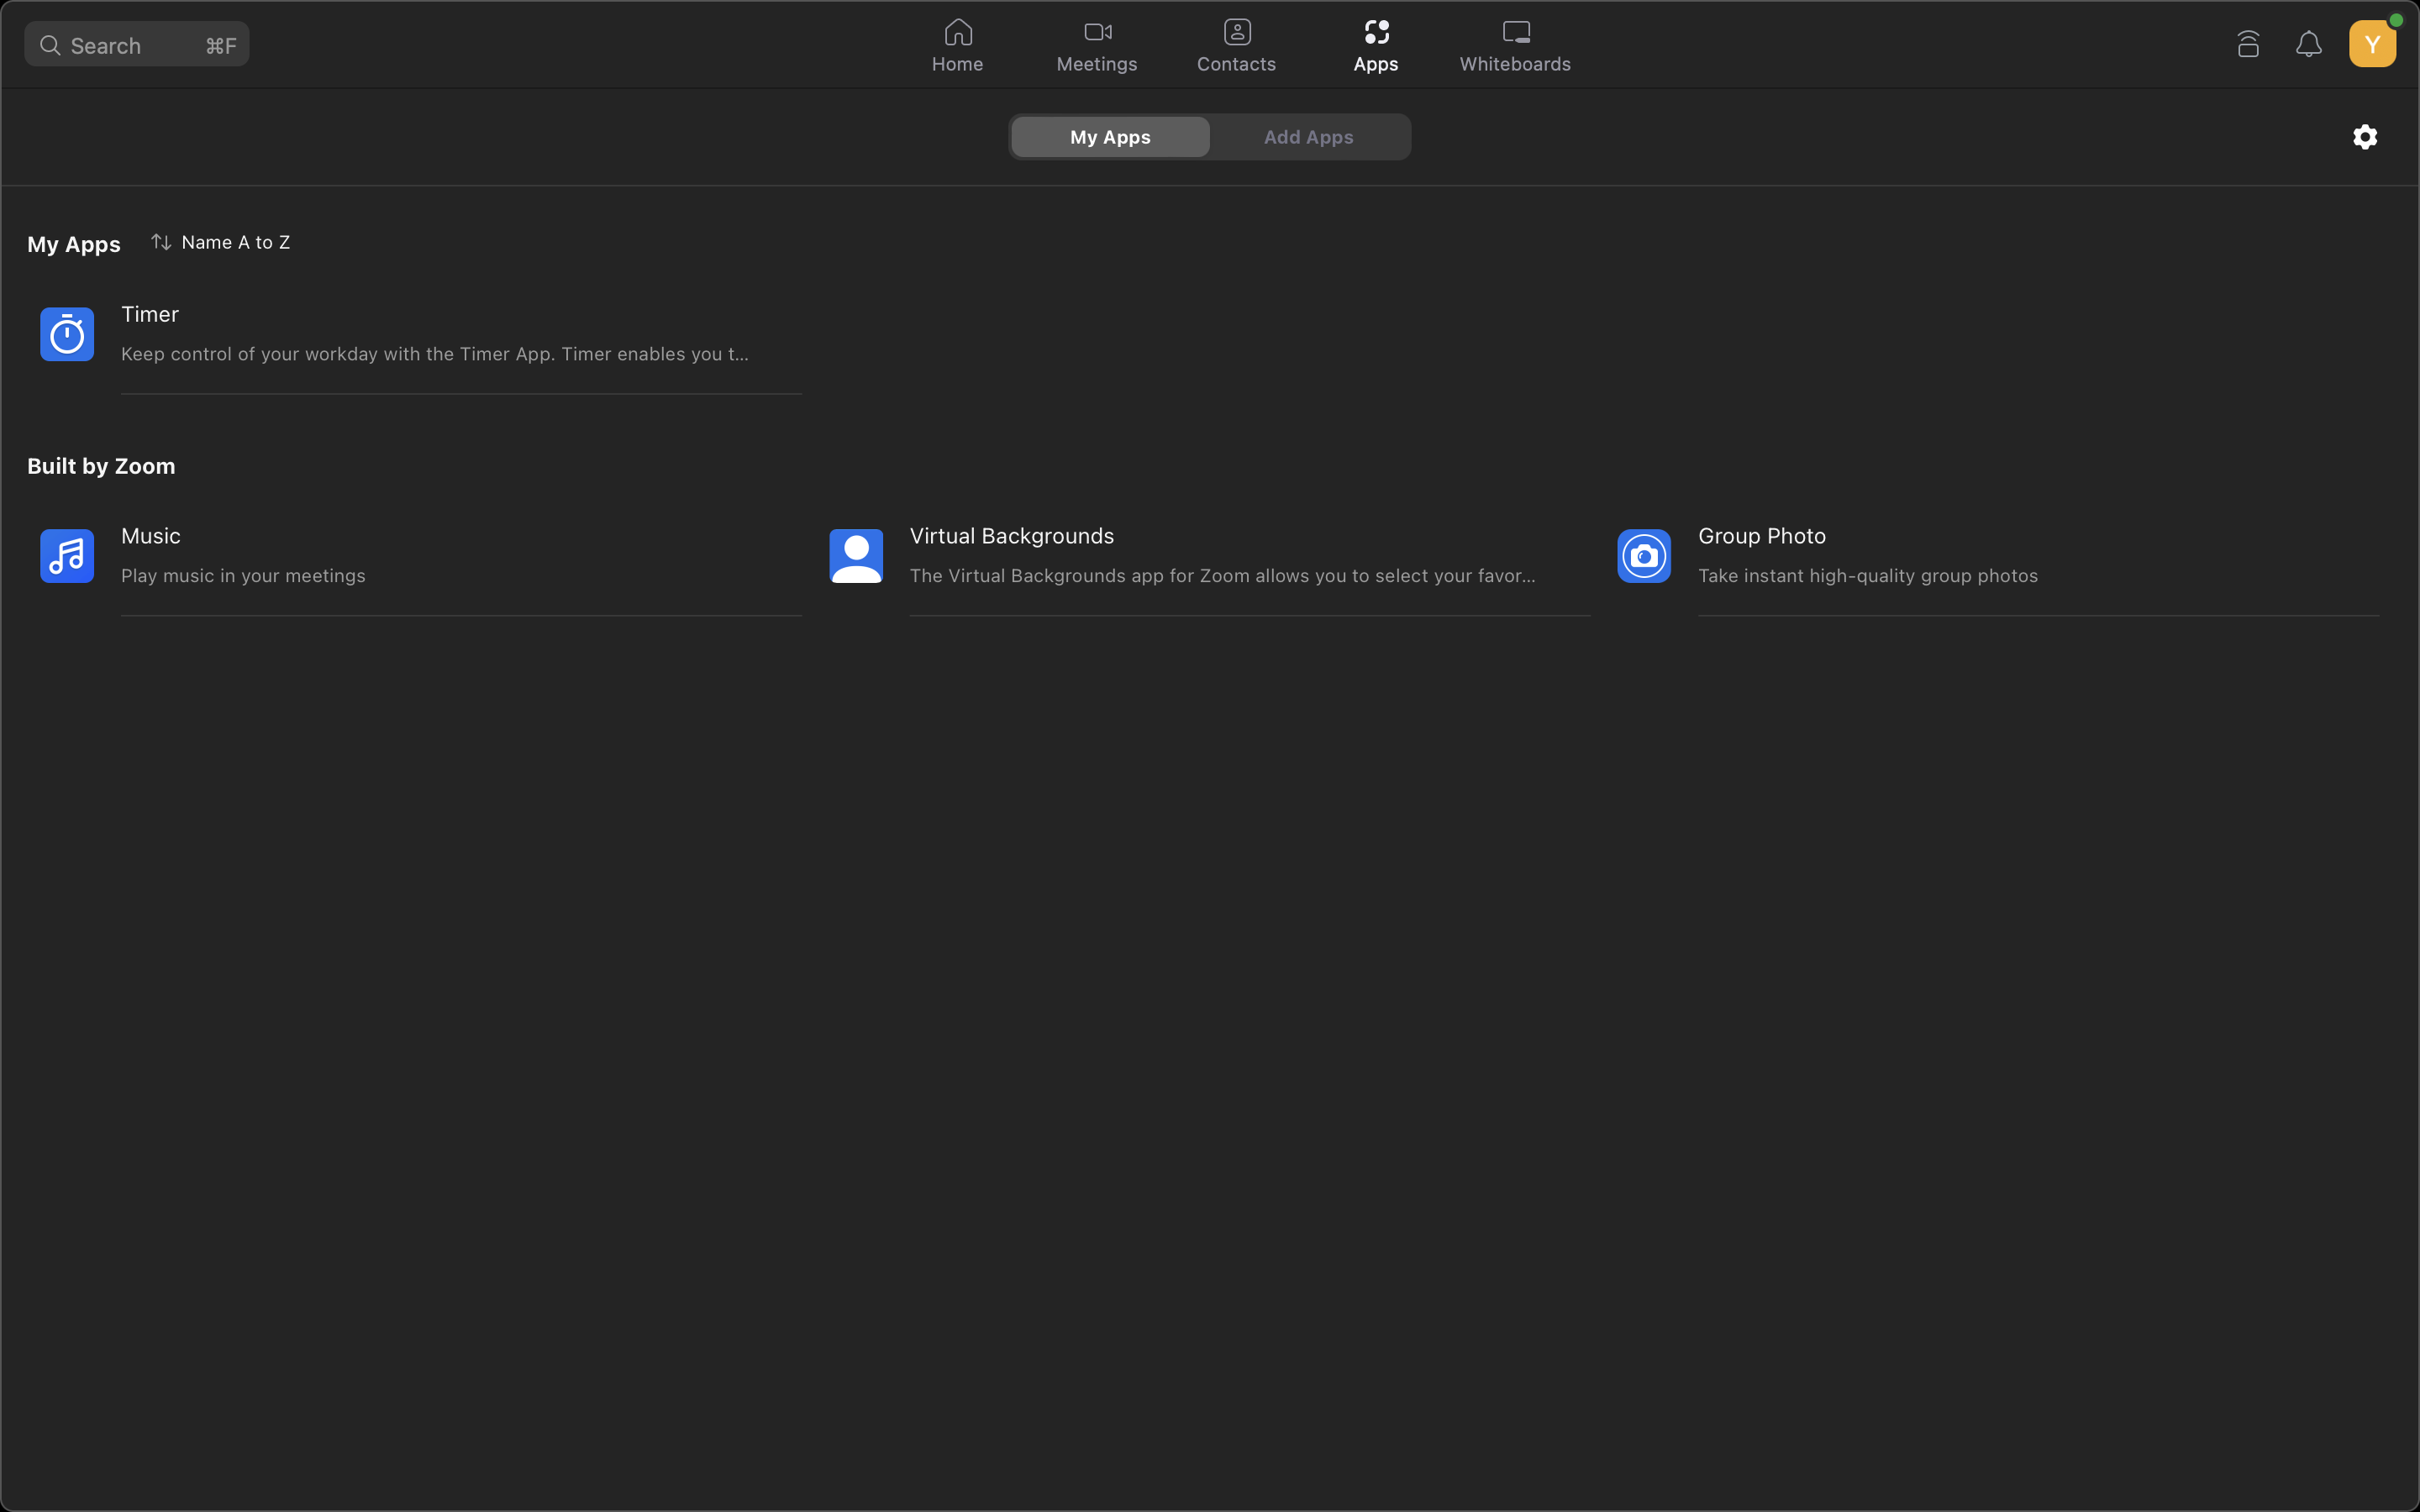 Search ⌘F
Home
Meetings
Contacts
Apps
Whiteboards
Y
My Apps
Add Apps
My Apps
Name A to Z
Timer
Keep control of your workday with the Timer App. Timer enables you t...
Built by Zoom
Music
Play music in your meetings
Virtual Backgrounds
The Virtual Backgrounds app for Zoom allows you to select your favor...
Group Photo
Take instant high-quality group photos